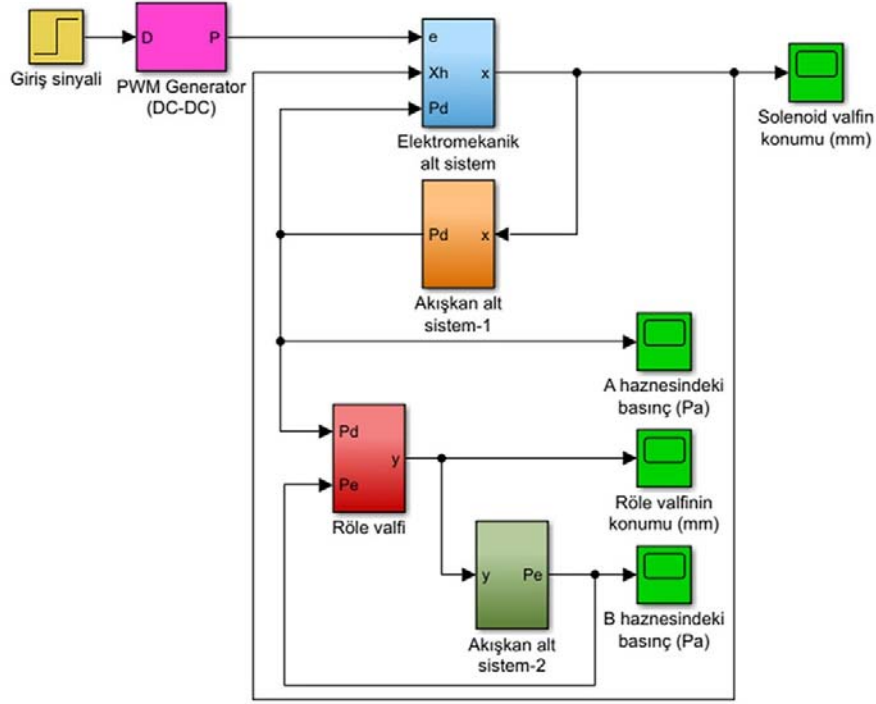 Giriş sinyali
D
P
PWM Generator
(DC-DC)
e
Xh
Pd
x
Elektromekanik
alt sistem
Solenoid valfin
konumu (mm)
Pd
x
Akışkan alt
sistem-1
A haznesindeki
basınç (Pa)
Pd
Pe
y
Röle valfi
Röle valfinin
konumu (mm)
y
Pe
Akışkan alt
sistem-2
B haznesindeki
basınç (Pa)